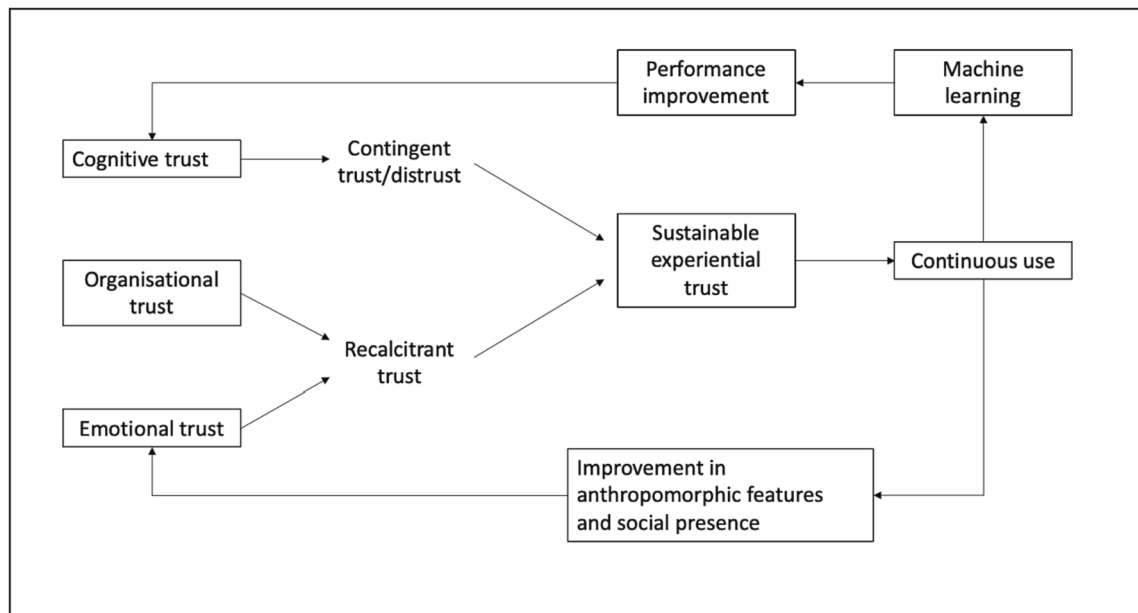 Performance
improvement
Machine
learning
Cognitive trust
Contingent
trust/distrust
Sustainable
experiential
trust
Continuous use
Organisational
trust
Recalcitrant
trust
Emotional trust
Improvement in
anthropomorphic features
and social presence